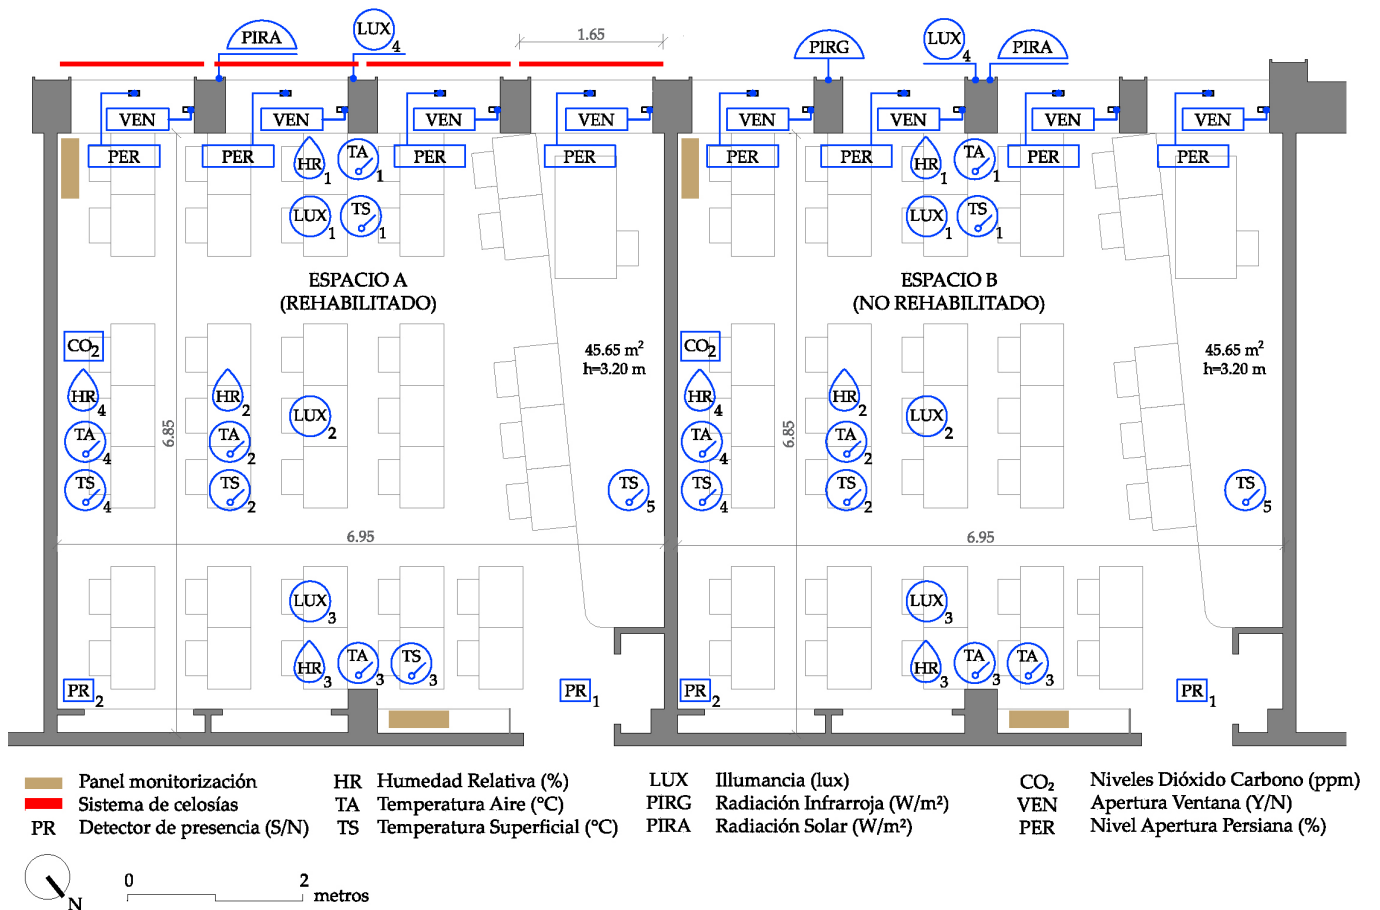 PIRA
LUX
4
1.65
PIRG
LUX
4
PIRA
VEN
VEN
VEN
VEN
VEN
VEN
VEN
VEN
PER
PER
HR
1
TA
1
PER
PER
PER
PER
HR
1
TA
1
PER
PER
LUX
1
TS
1
LUX
1
TS
1
ESPACIO A
(REHABILITADO)
ESPACIO B
(NO REHABILITADO)
CO2
45.65 m²
h=3.20 m
CO2
45.65 m²
h=3.20 m
HR
4
HR
2
LUX
2
HR
4
HR
2
LUX
2
TA
4
TA
2
6.85
TA
4
TA
2
6.85
TS
4
TS
2
TS
5
TS
4
TS
2
TS
5
6.95
6.95
LUX
3
LUX
3
HR
3
TA
3
TS
3
HR
3
TA
3
TA
3
PR
2
PR
1
PR
2
PR
1
Panel monitorización
HR Humedad Relativa (%)
LUX Illumancia (lux)
CO₂ Niveles Dióxido Carbono (ppm)
Sistema de celosías
TA Temperatura Aire (ºC)
PIRG Radiación Infrarroja (W/m²)
VEN Apertura Ventana (Y/N)
PR Detector de presencia (S/N)
TS Temperatura Superficial (ºC)
PIRA Radiación Solar (W/m²)
PER Nivel Apertura Persiana (%)
N
0 2
metros